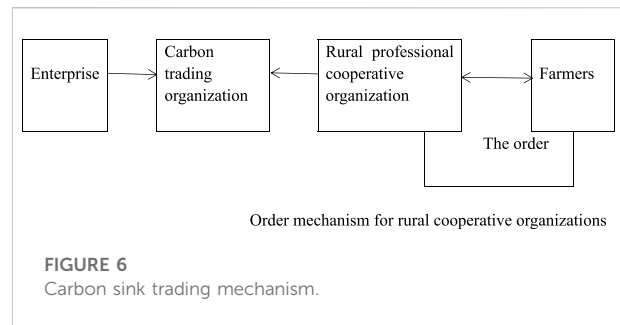 Enterprise
Carbon
trading
organization
Rural professional
cooperative
organization
Farmers
The order
Order mechanism for rural cooperative organizations
FIGURE 6
Carbon sink trading mechanism.